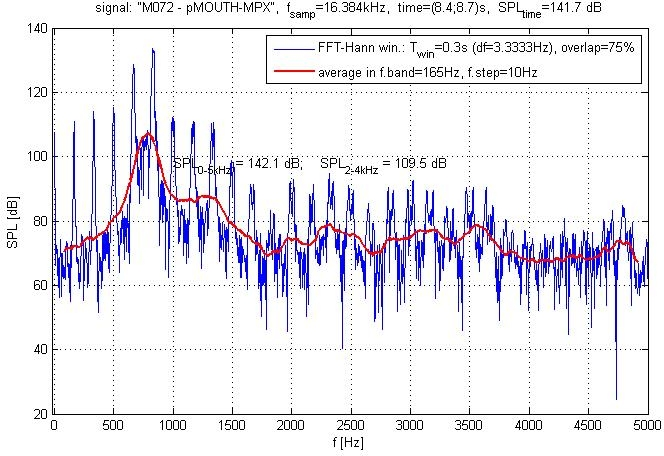 signal: "M072 - pMOUTH-MPX", fsamp=16.384kHz, time=(8.4;8.7)s, SPLtime=141.7 dB
140
120
100
80
60
40
20
SPL [dB]
FFT-Hann win.: Twin=0.3s (df=3.3333Hz), overlap=75%
average in f.band=165Hz, f.step=10Hz
SPL0-5kHz) = 142.1 dB; SPL2-4kHz = 109.5 dB
0 500 1000 1500 2000 2500 3000 3500 4000 4500 5000
f [Hz]